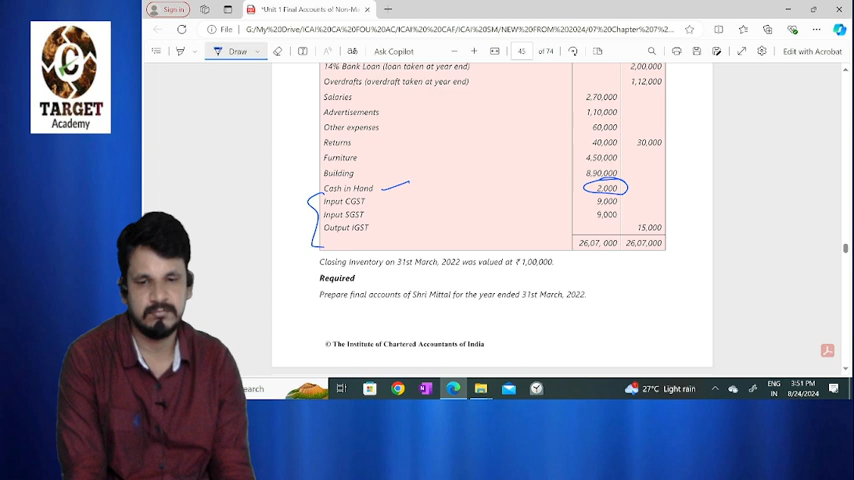 Sign in
*Unit 1 Final Accounts of Non-M
File
G:/My%20Drive/ICAI%20CA%20FOU%20AC/ICAI%20%20CAF/ICAI%20SM/NEW%20FROM%202024/07%20Chapter%207%2...
Draw
Ask Copilot
45
of 74
Edit with Acrobat
TARGET
Academy
14% Bank Loan (loan taken at year end) 2,00,000
Overdrafts (overdraft taken at year end) 1,12,000
Salaries 2,70,000
Advertisements 1,10,000
Other expenses 60,000
Returns 40,000 30,000
Furniture 4,50,000
Building 8,90,000
Cash in Hand 2,000
Input CGST 9,000
Input SGST 9,000
Output IGST 15,000
26,07, 000 26,07,000
Closing Inventory on 31st March, 2022 was valued at ₹ 1,00,000.
Required
Prepare final accounts of Shri Mittal for the year ended 31st March, 2022.
© The Institute of Chartered Accountants of India
earch
27°C Light rain
ENG
IN
3:51 PM
8/24/2024